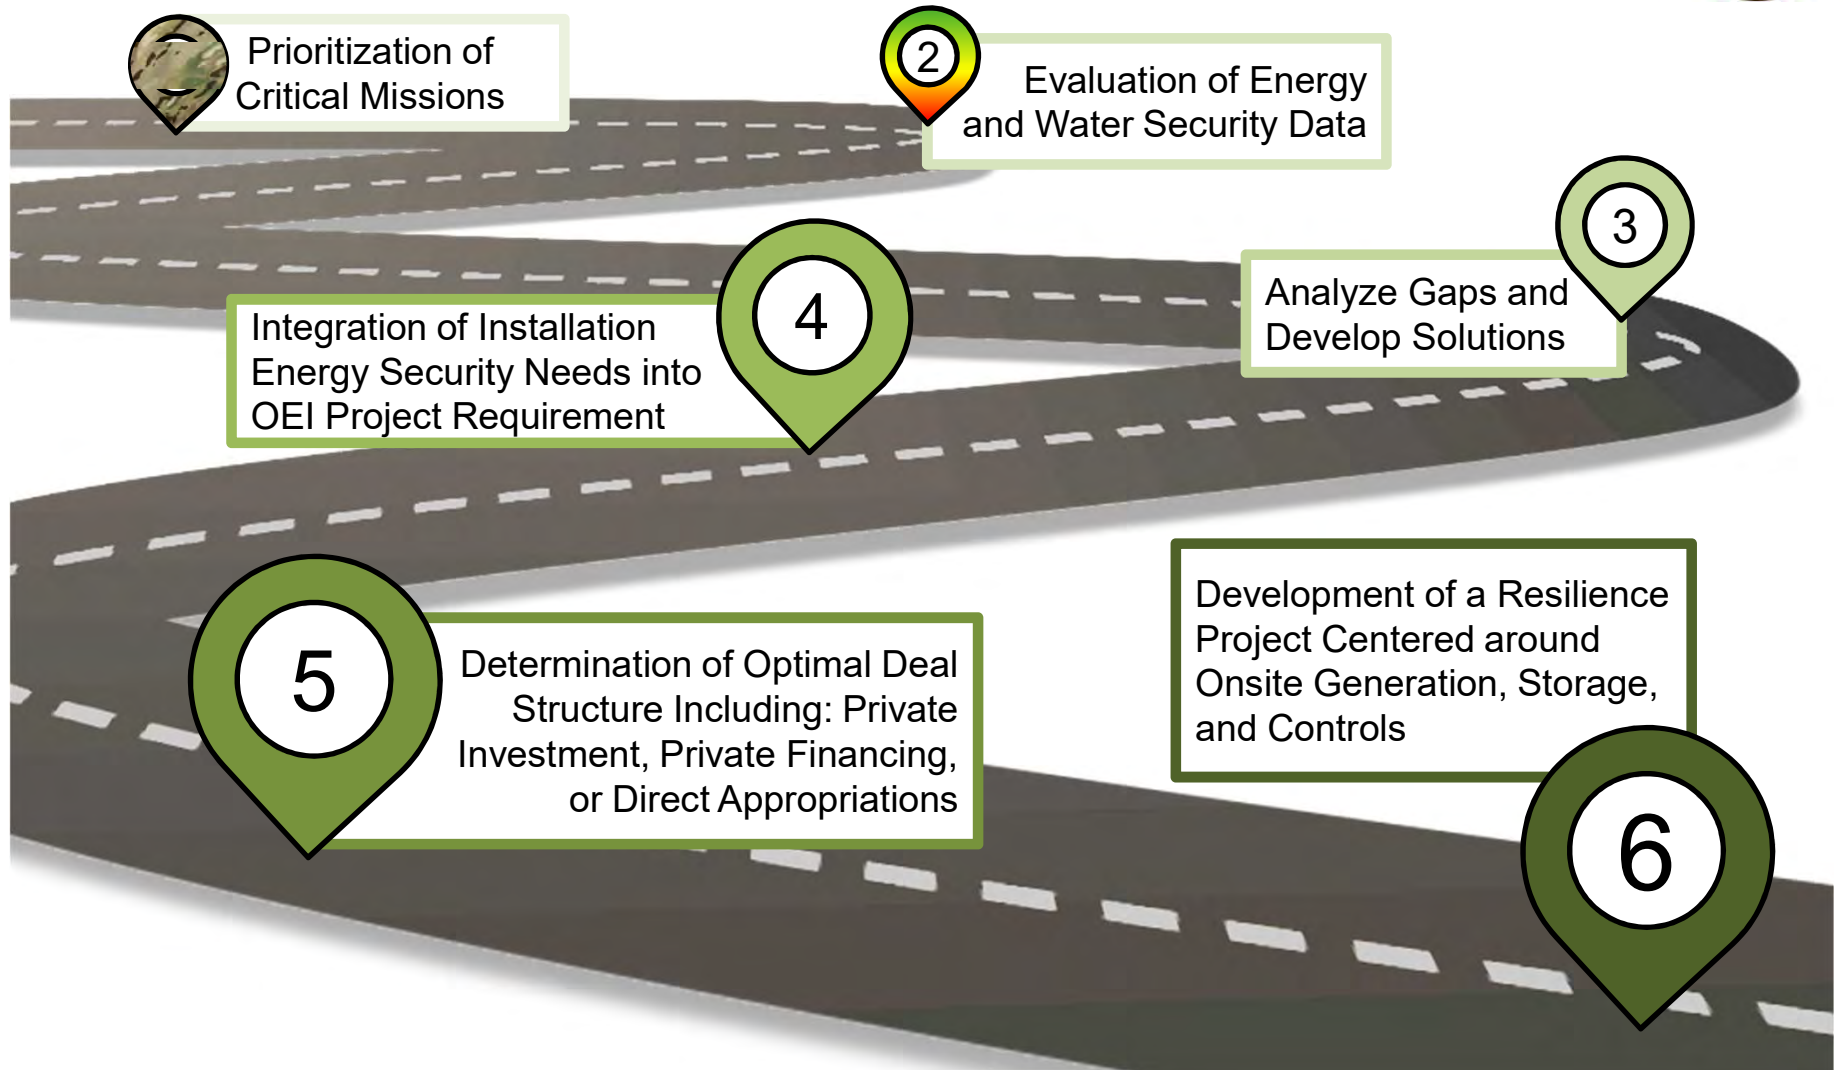 Prioritization of
Critical Missions
2
Evaluation of Energy
and Water Security Data
3
Analyze Gaps and
Develop Solutions
4
Integration of Installation
Energy Security Needs into
OEI Project Requirement
5
Determination of Optimal Deal
Structure Including: Private
Investment, Private Financing,
or Direct Appropriations
6
Development of a Resilience
Project Centered around
Onsite Generation, Storage,
and Controls